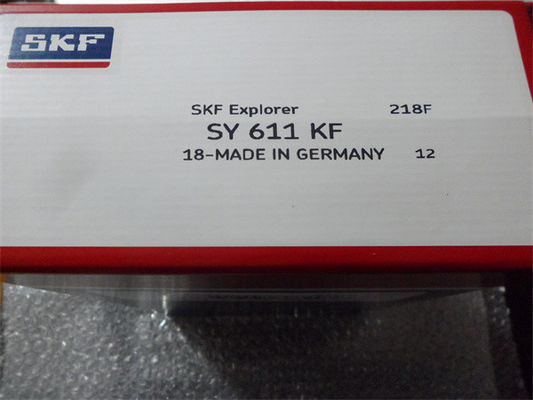 SKF
SKF Explorer 218F
SY 611 KF
18-MADE IN GERMANY 12